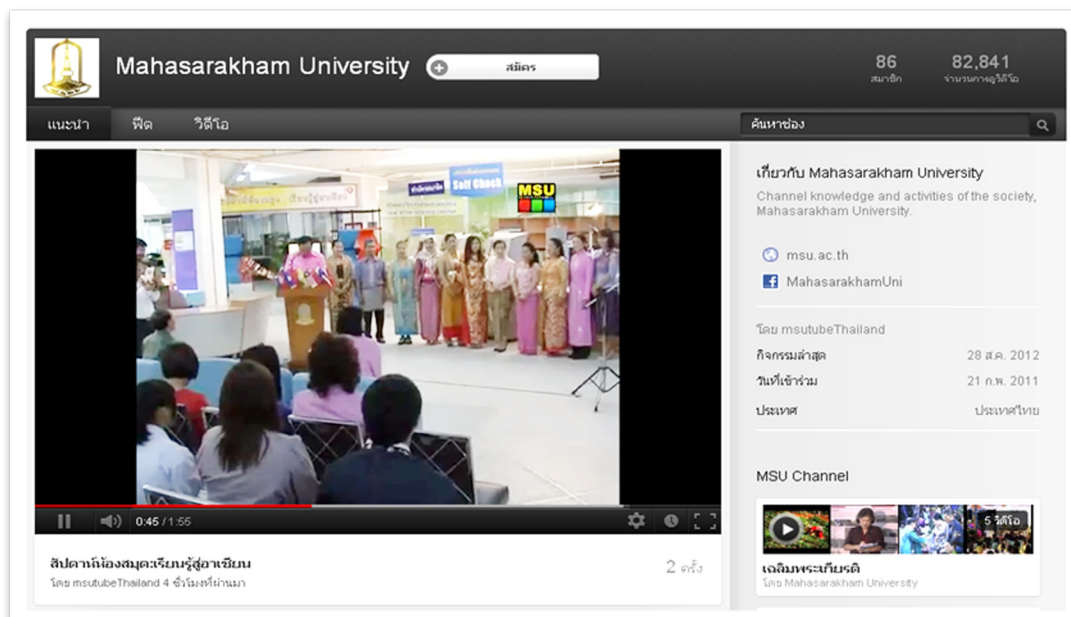 Mahasarakham University
สมัคร
86
สมาชิก
82,841
จำนวนการดูวิดีโอ
แนะนำ
ฟีด
วิดีโอ
ค้นหาช่อง
Self Check
MSU
0:45 / 1:55
สัปดาห์ห้องสมุดเรียนรู้สู่อาเซียน
โดย msutubeThailand 4 ชั่วโมงที่ผ่านมา
2 ครั้ง
เกี่ยวกับ Mahasarakham University
Channel knowledge and activities of the society,
Mahasarakham University.
msu.ac.th
MahasarakhamUni
โดย msutubeThailand
กิจกรรมล่าสุด 28 ส.ค. 2012
วันที่เข้าร่วม 21 ก.พ. 2011
ประเทศ ประเทศไทย
MSU Channel
5 วิดีโอ
เฉลิมพระเกียรติ
โดย Mahasarakham University